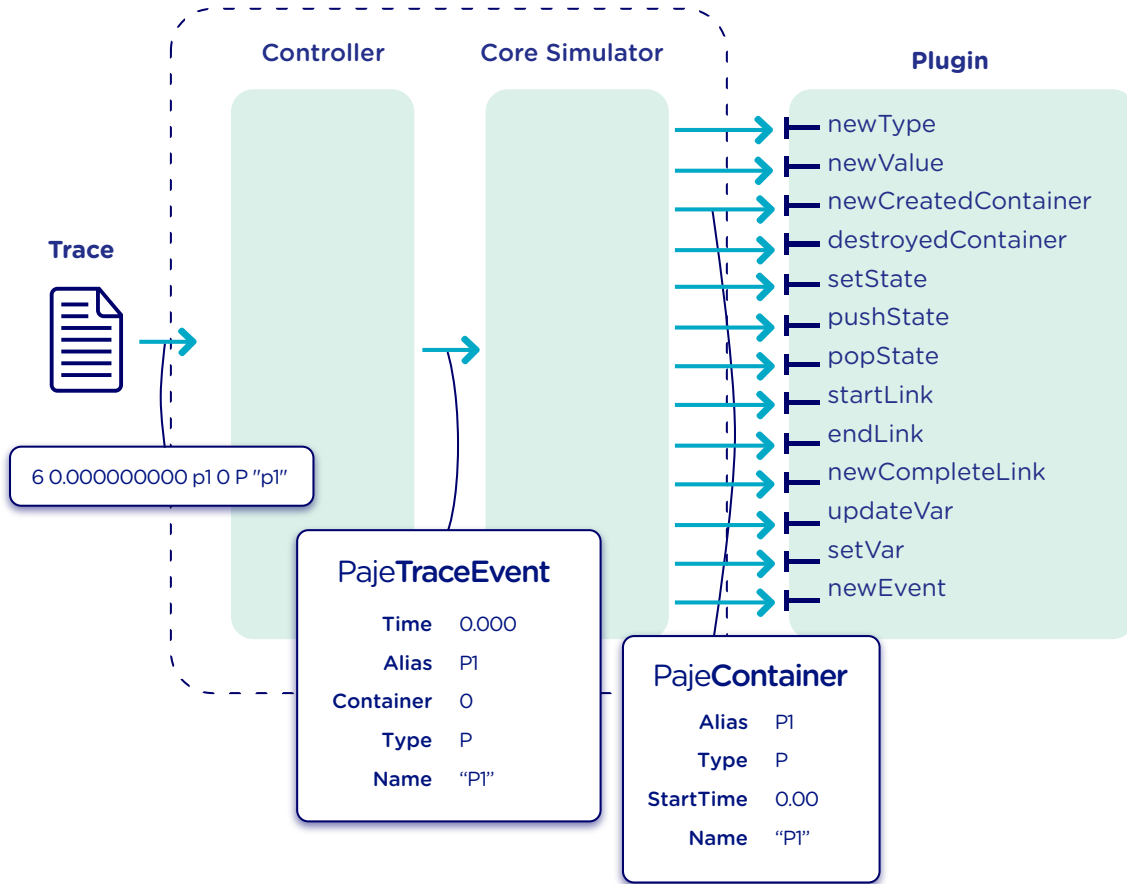 Controller
Core Simulator
Plugin
Trace
newType
newValue
newCreatedContainer
destroyedContainer
setState
pushState
popState
startLink
endLink
newCompleteLink
updateVar
setVar
newEvent
6 0.000000000 p1 0 P "p1"
PajeTraceEvent
Time 0.000
Alias P1
Container 0
Type P
Name “P1”
PajeContainer
Alias P1
Type P
StartTime 0.00
Name “P1”